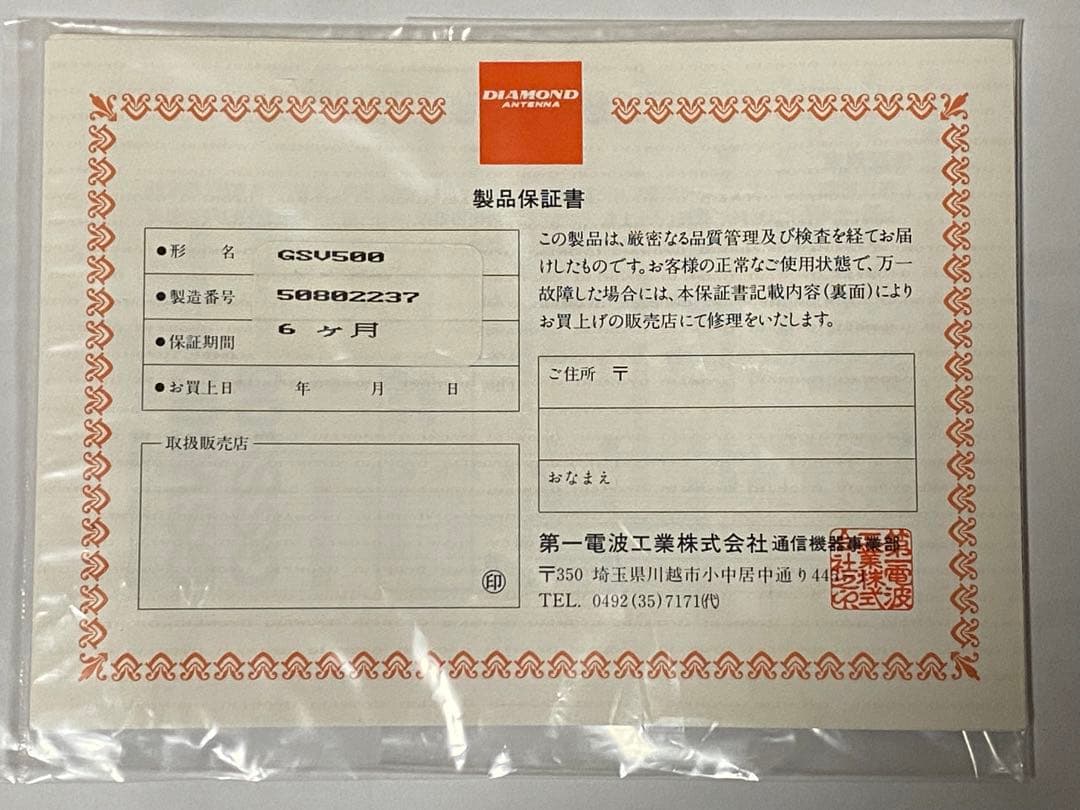 DIAMOND
ANTENNA
製品保証書
●形 名 GSV500
●製造番号 50802237
●保証期間 6 ヶ月
●お買上日 年 月 日
取扱販売店
㊞
この製品は、厳密なる品質管理及び検査を経てお届
けしたものです。お客様の正常なご使用状態で、万一
故障した場合には、本保証書記載内容(裏面)により
お買上げの販売店にて修理をいたします。
ご住所 〒
おなまえ
第一電波工業株式会社 通信機器事業部
〒350 埼玉県川越市小中居中通り
TEL. 0492(35)7171㈹